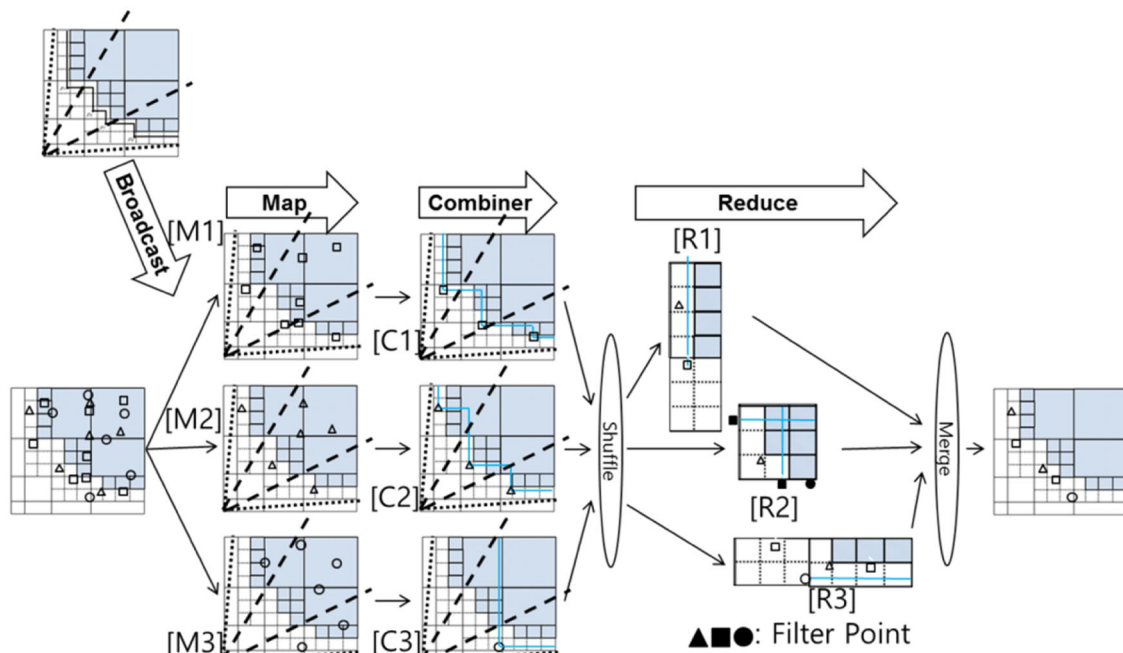 Broadcast
Map
Combiner
Reduce
[M1]
[R1]
[C1]
[M2]
Shuffle
Merge
[C2]
[R2]
[M3]
[C3]
[R3]
▲■●: Filter Point